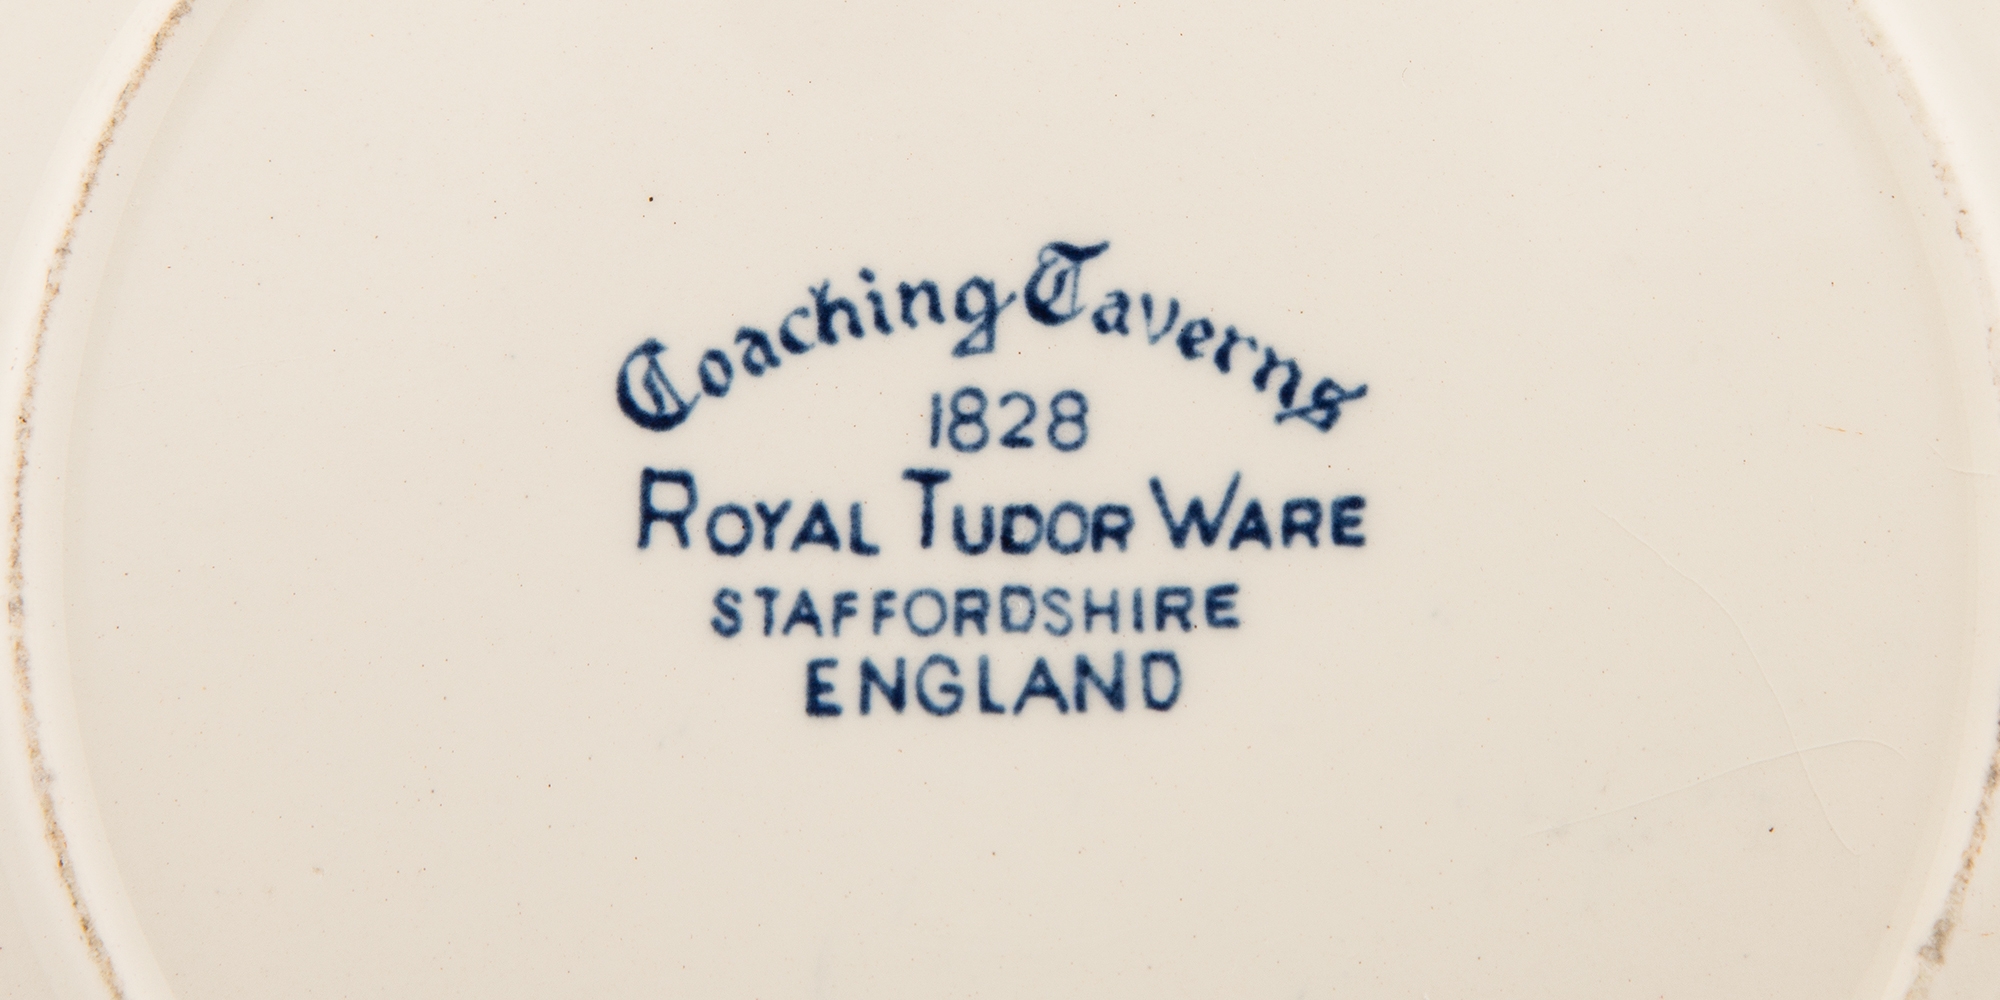 Coaching Taverns
1828
ROYAL TUDOR WARE
STAFFORDSHIRE
ENGLAND